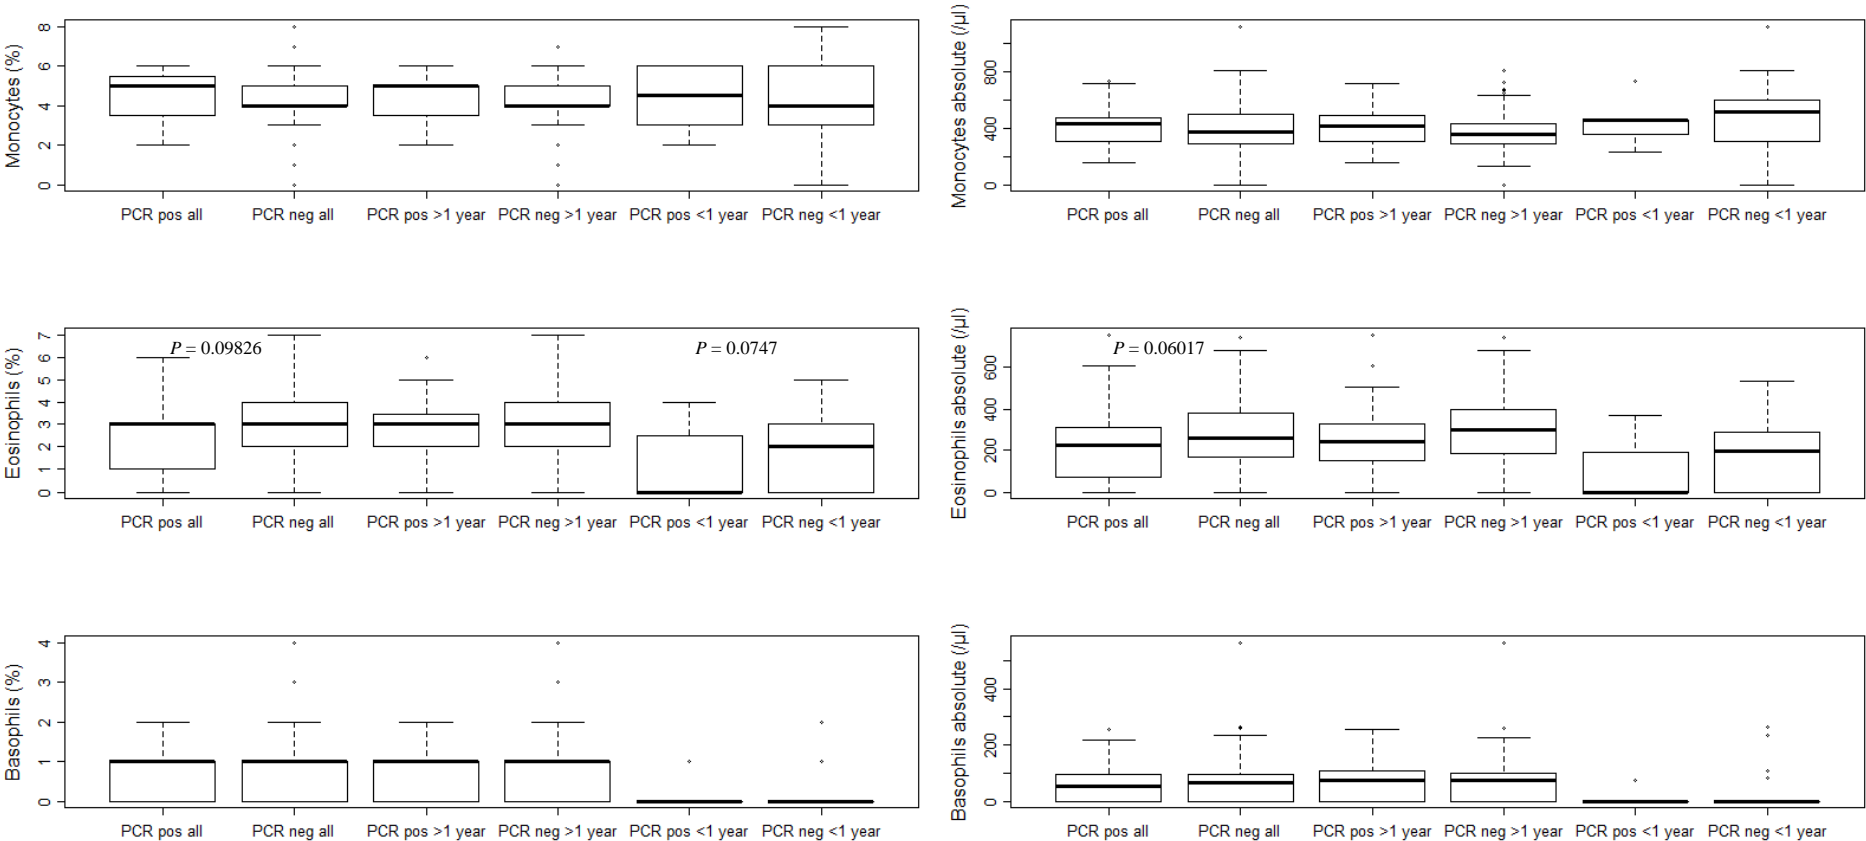 Monocytes (%)
8
6
4
2
0
PCR pos all PCR neg all PCR pos >1 year PCR neg >1 year PCR pos <1 year PCR neg <1 year
Monocytes absolute (/µl)
800
400
0
PCR pos all PCR neg all PCR pos >1 year PCR neg >1 year PCR pos <1 year PCR neg <1 year
Eosinophils (%)
7
6
5
4
3
2
1
0
P = 0.09826
P = 0.0747
PCR pos all PCR neg all PCR pos >1 year PCR neg >1 year PCR pos <1 year PCR neg <1 year
Eosinophils absolute (/µl)
600
400
200
0
P = 0.06017
PCR pos all PCR neg all PCR pos >1 year PCR neg >1 year PCR pos <1 year PCR neg <1 year
Basophils (%)
4
3
2
1
0
PCR pos all PCR neg all PCR pos >1 year PCR neg >1 year PCR pos <1 year PCR neg <1 year
Basophils absolute (/µl)
400
200
0
PCR pos all PCR neg all PCR pos >1 year PCR neg >1 year PCR pos <1 year PCR neg <1 year